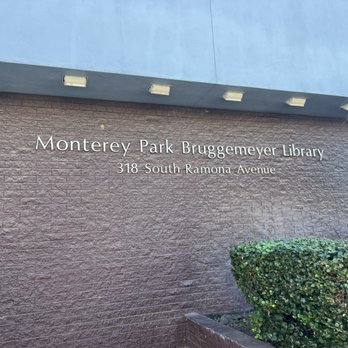 Monterey Park Bruggemeyer Library
318 South Ramona Avenue